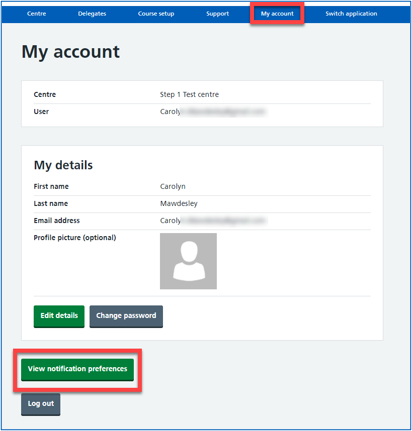 Centre Delegates Course setup Support My account Switch application
My account
Centre Step 1 Test centre
User Caroly
My details
First name Carolyn
Last name Mawdesley
Email address Caroly
Profile picture (optional)
Edit details Change password
View notification preferences
Log out